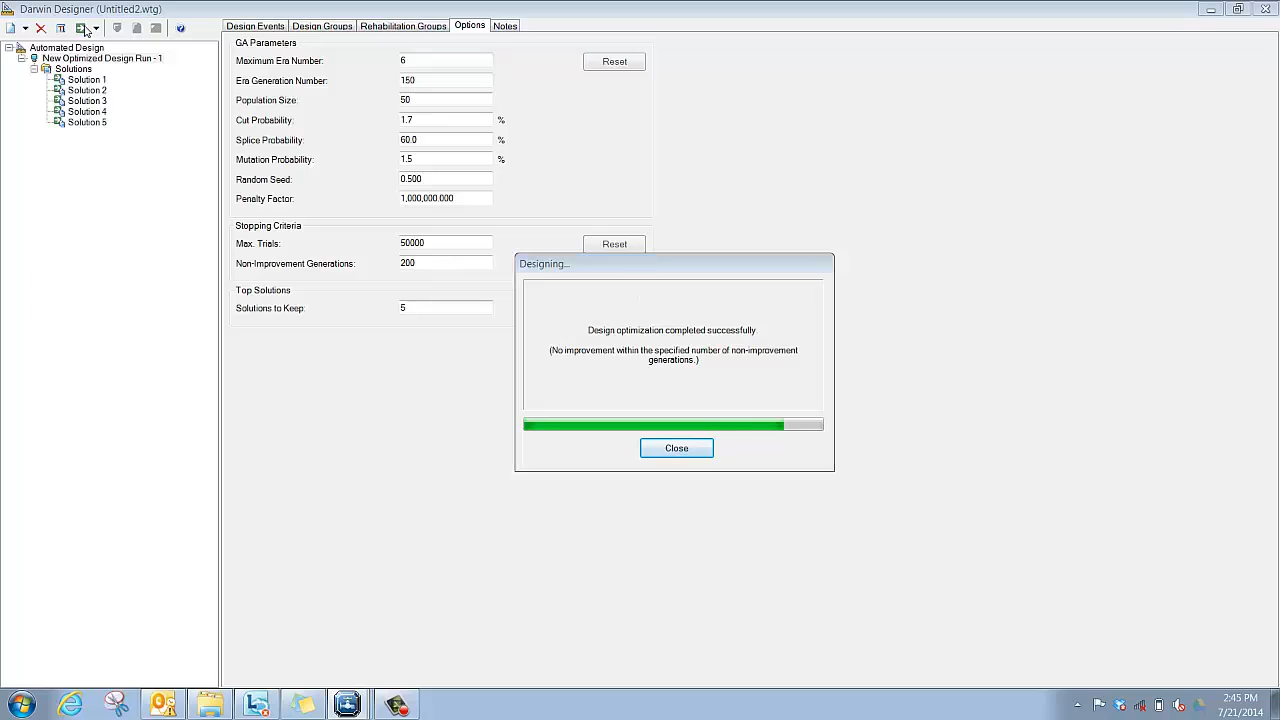 Darwin Designer (Untitled2.wtg)
Design Events
Design Groups
Rehabilitation Groups
Options
Notes
Automated Design
New Optimized Design Run - 1
Solutions
Solution 1
Solution 2
Solution 3
Solution 4
Solution 5
GA Parameters
Maximum Era Number: 6
Reset
Era Generation Number: 150
Population Size: 50
Cut Probability: 1.7 %
Splice Probability: 60.0 %
Mutation Probability: 1.5 %
Random Seed: 0.500
Penalty Factor: 1,000,000.000
Stopping Criteria
Max. Trials: 50000
Reset
Non-Improvement Generations: 200
Top Solutions
Solutions to Keep: 5
Designing...
Design optimization completed successfully.
(No improvement within the specified number of non-improvement
generations.)
Close
2:45 PM
7/21/2014